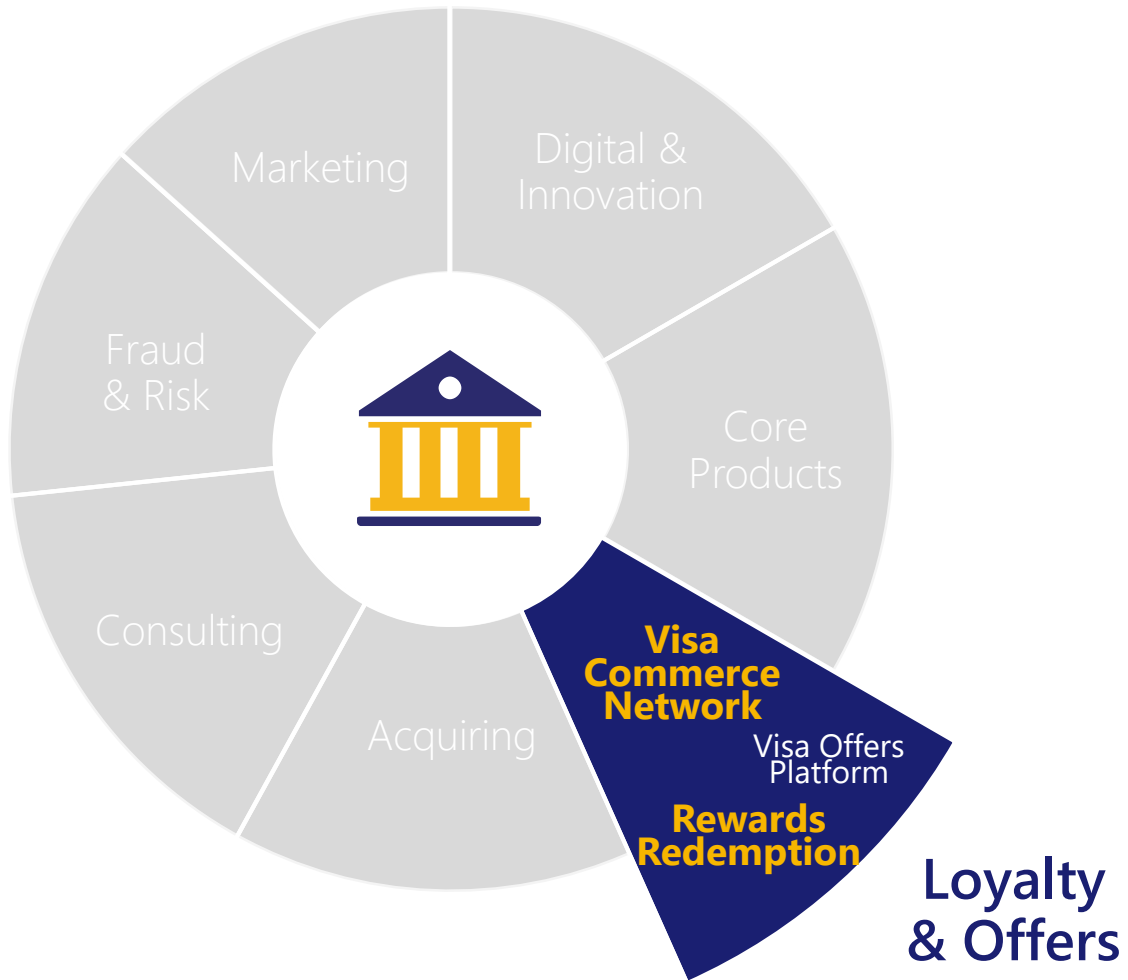 Marketing
Digital &
Innovation
Fraud
& Risk
Core
Products
Consulting
Acquiring
Visa
Commerce
Network
Visa Offers
Platform
Rewards
Redemption
Loyalty
& Offers